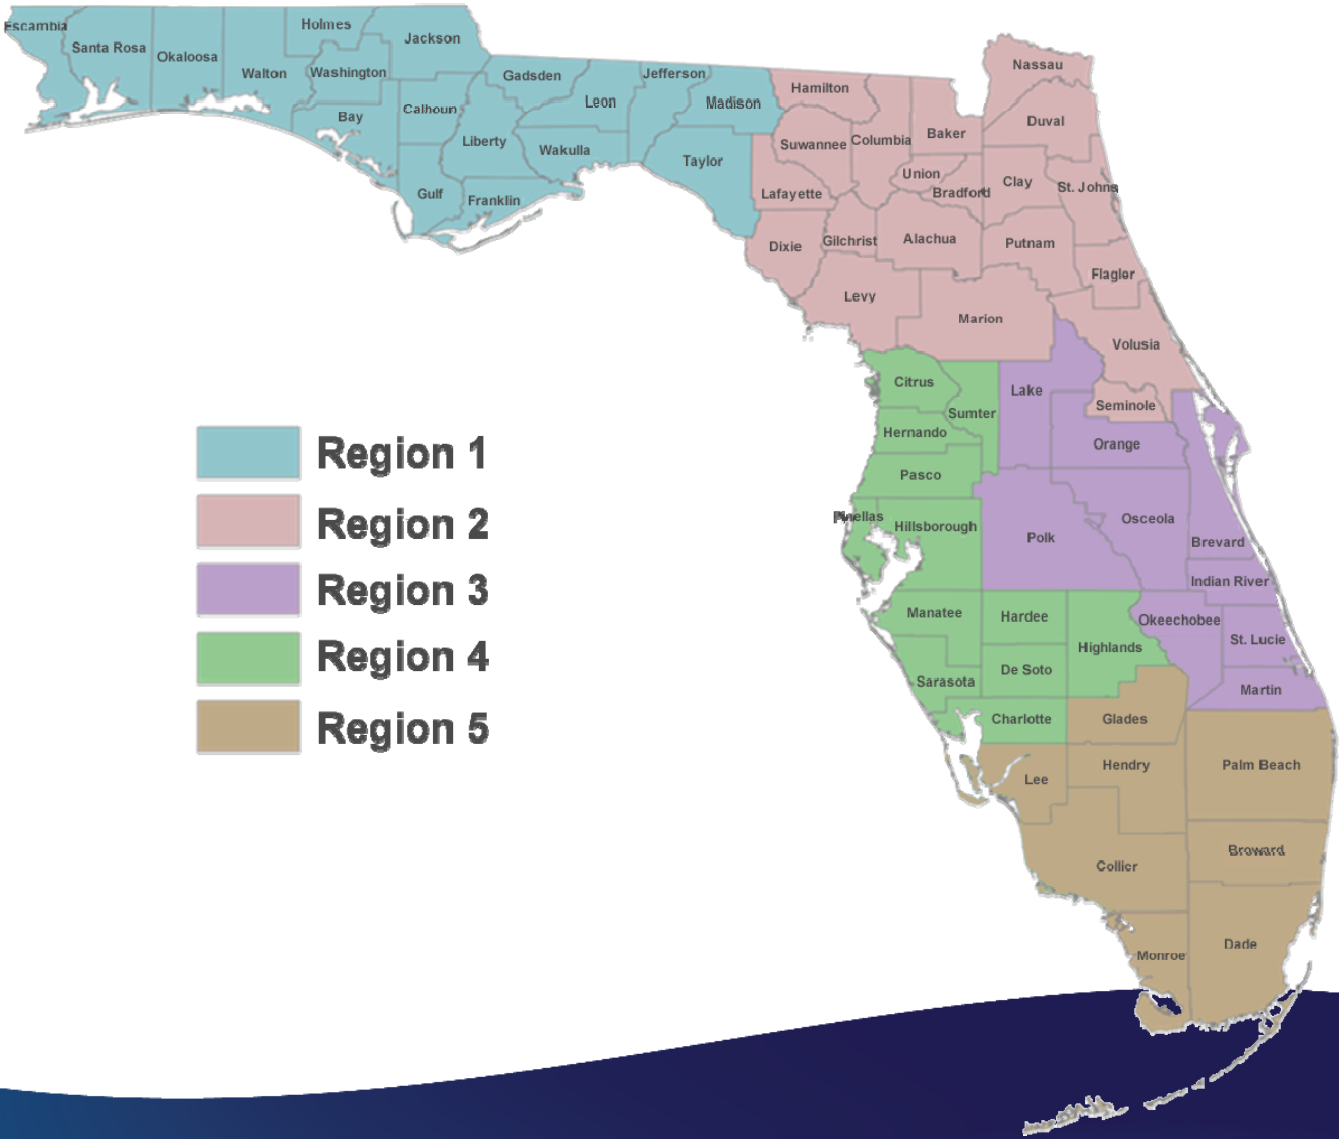 Escambia
Santa Rosa
Okaloosa
Walton
Holmes
Washington
Jackson
Bay
Calhoun
Gulf
Liberty
Gadsden
Franklin
Leon
Wakulla
Jefferson
Madison
Taylor
Hamilton
Suwannee
Lafayette
Columbia
Baker
Nassau
Duval
Union
Bradford
Clay
St. Johns
Dixie
Gilchrist
Alachua
Putnam
Flagler
Levy
Marion
Volusia
Citrus
Sumter
Lake
Seminole
Hernando
Orange
Pasco
Pinellas
Hillsborough
Polk
Osceola
Brevard
Indian River
Manatee
Hardee
Highlands
Okeechobee
St. Lucie
Sarasota
De Soto
Martin
Charlotte
Glades
Lee
Hendry
Palm Beach
Collier
Broward
Monroe
Dade
Region 1
Region 2
Region 3
Region 4
Region 5